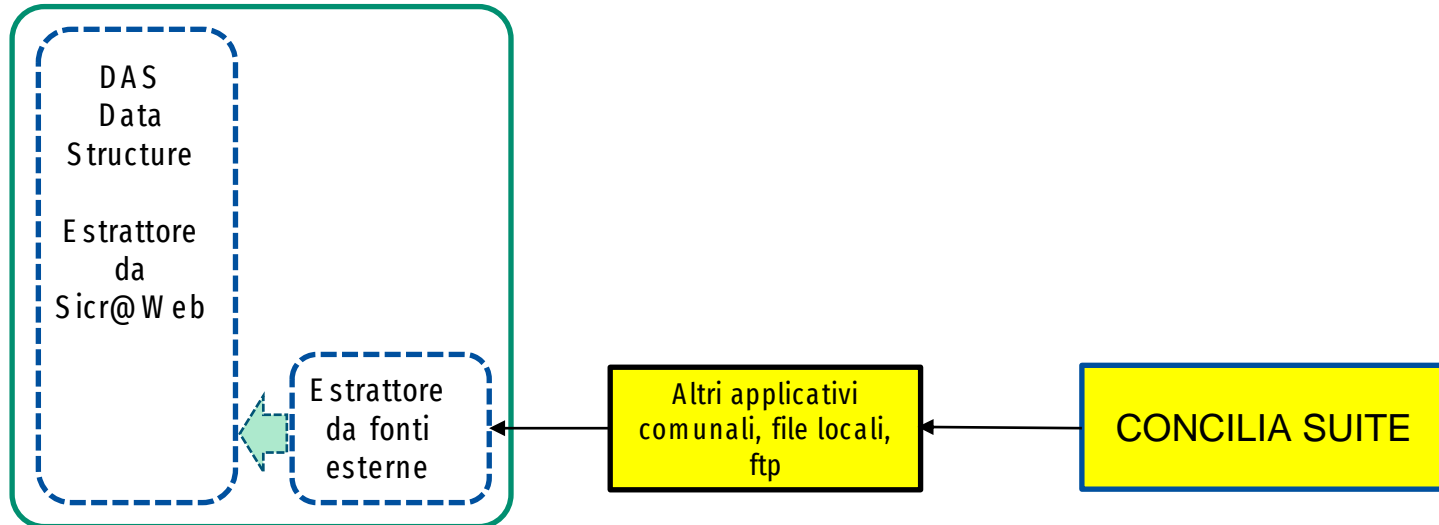 DAS
Data
Structure
Estrattore
da
Sicr@Web
Estrattore
da fonti
esterne
Altri applicativi
comunali, file locali,
ftp
CONCILIA SUITE